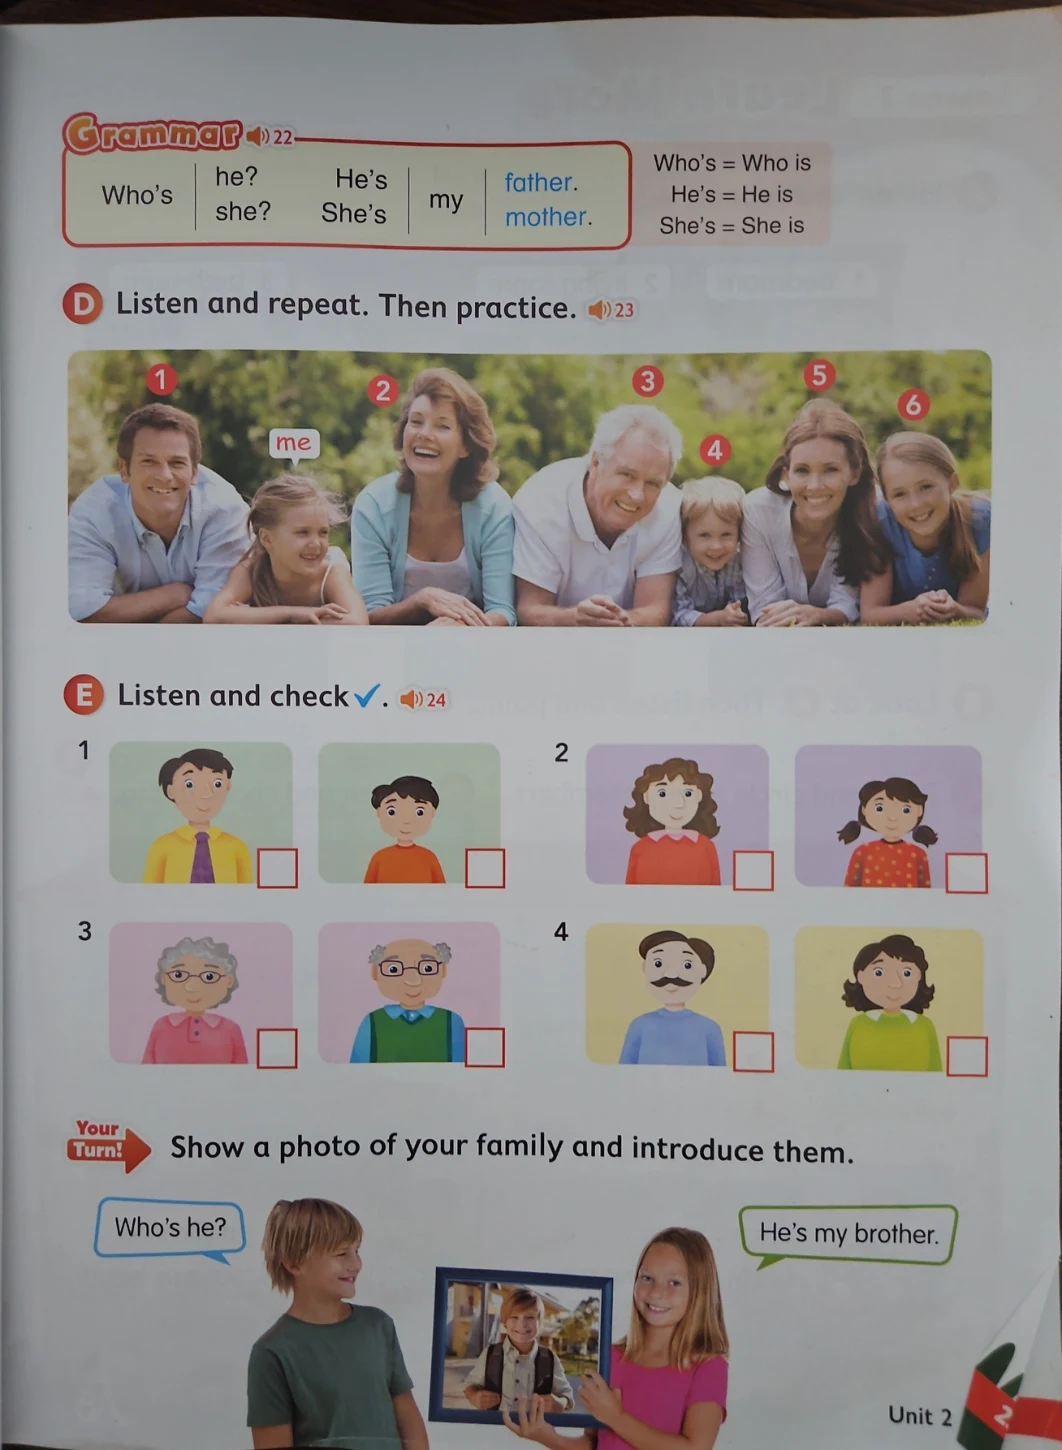 Grammar 22
Who's he? He's my father.
she? She's mother.
Who's = Who is
He's = He is
She's = She is
D Listen and repeat. Then practice. 23
1
2
3
4
5
6
me
E Listen and check ✓. 24
1
2
3
4
Your Turn!
Show a photo of your family and introduce them.
Who's he?
He's my brother.
Unit 2